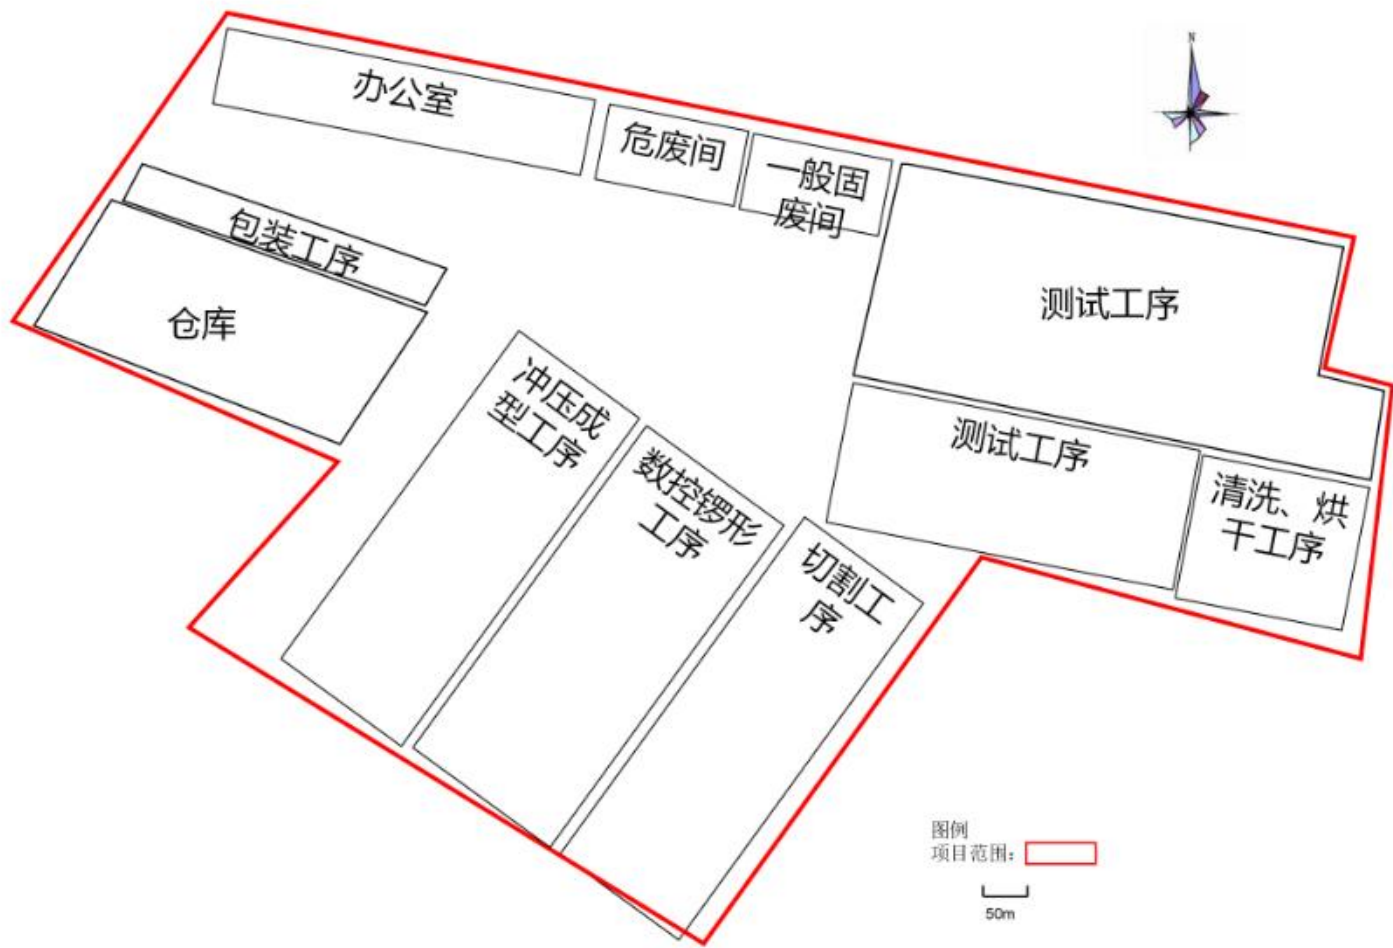 N
办公室
危废间
一般固
废间
包装工序
仓库
测试工序
冲压成
型工序
数控锣形
工序
测试工序
清洗、烘
干工序
切割工
序
图例
项目范围：
50m